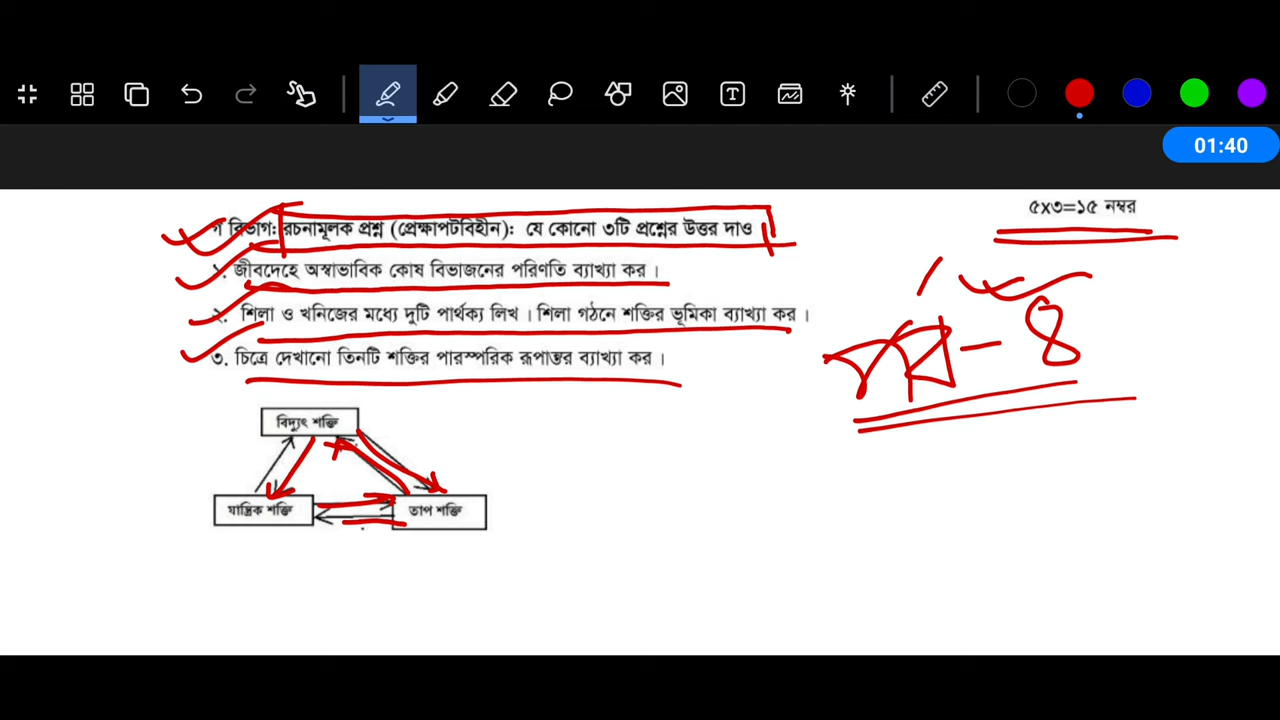 01:40
৫x৩=১৫ নম্বর
গ বিভাগ: রচনামূলক প্রশ্ন (প্রেক্ষাপটবিহীন): যে কোনো ৩টি প্রশ্নের উত্তর দাও
১. জীবদেহে অস্বাভাবিক কোষ বিভাজনের পরিণতি ব্যাখ্যা কর।
২. শিলা ও খনিজের মধ্যে দুটি পার্থক্য লিখ। শিলা গঠনে শক্তির ভূমিকা ব্যাখ্যা কর।
৩. চিত্রে দেখানো তিনটি শক্তির পারস্পরিক রূপান্তর ব্যাখ্যা কর।
বিদ্যুৎ শক্তি
যান্ত্রিক শক্তি
তাপ শক্তি